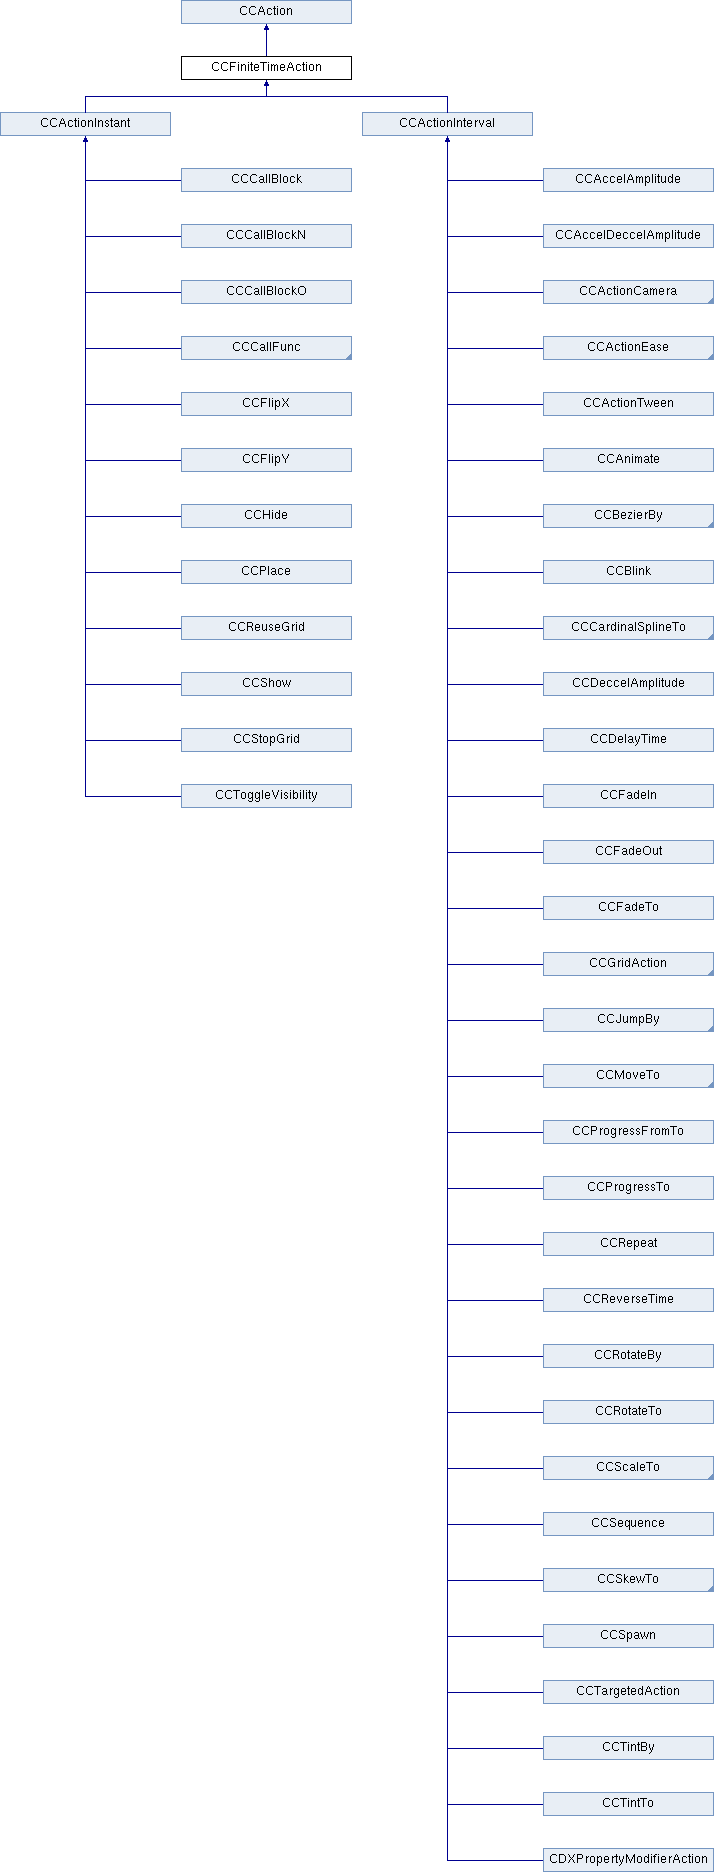 CCAction
CCFiniteTimeAction
CCActionInstant
CCActionInterval
CCCallBlock
CCAccelAmplitude
CCCallBlockN
CCAccelDeccelAmplitude
CCCallBlockO
CCActionCamera
CCCallFunc
CCActionEase
CCFlipX
CCActionTween
CCFlipY
CCAnimate
CCHide
CCBezierBy
CCPlace
CCBlink
CCReuseGrid
CCCardinalSplineTo
CCShow
CCDeccelAmplitude
CCStopGrid
CCDelayTime
CCToggleVisibility
CCFadeIn
CCFadeOut
CCFadeTo
CCGridAction
CCJumpBy
CCMoveTo
CCProgressFromTo
CCProgressTo
CCRepeat
CCReverseTime
CCRotateBy
CCRotateTo
CCScaleTo
CCSequence
CCSkewTo
CCSpawn
CCTargetedAction
CCTintBy
CCTintTo
CDXPropertyModifierAction